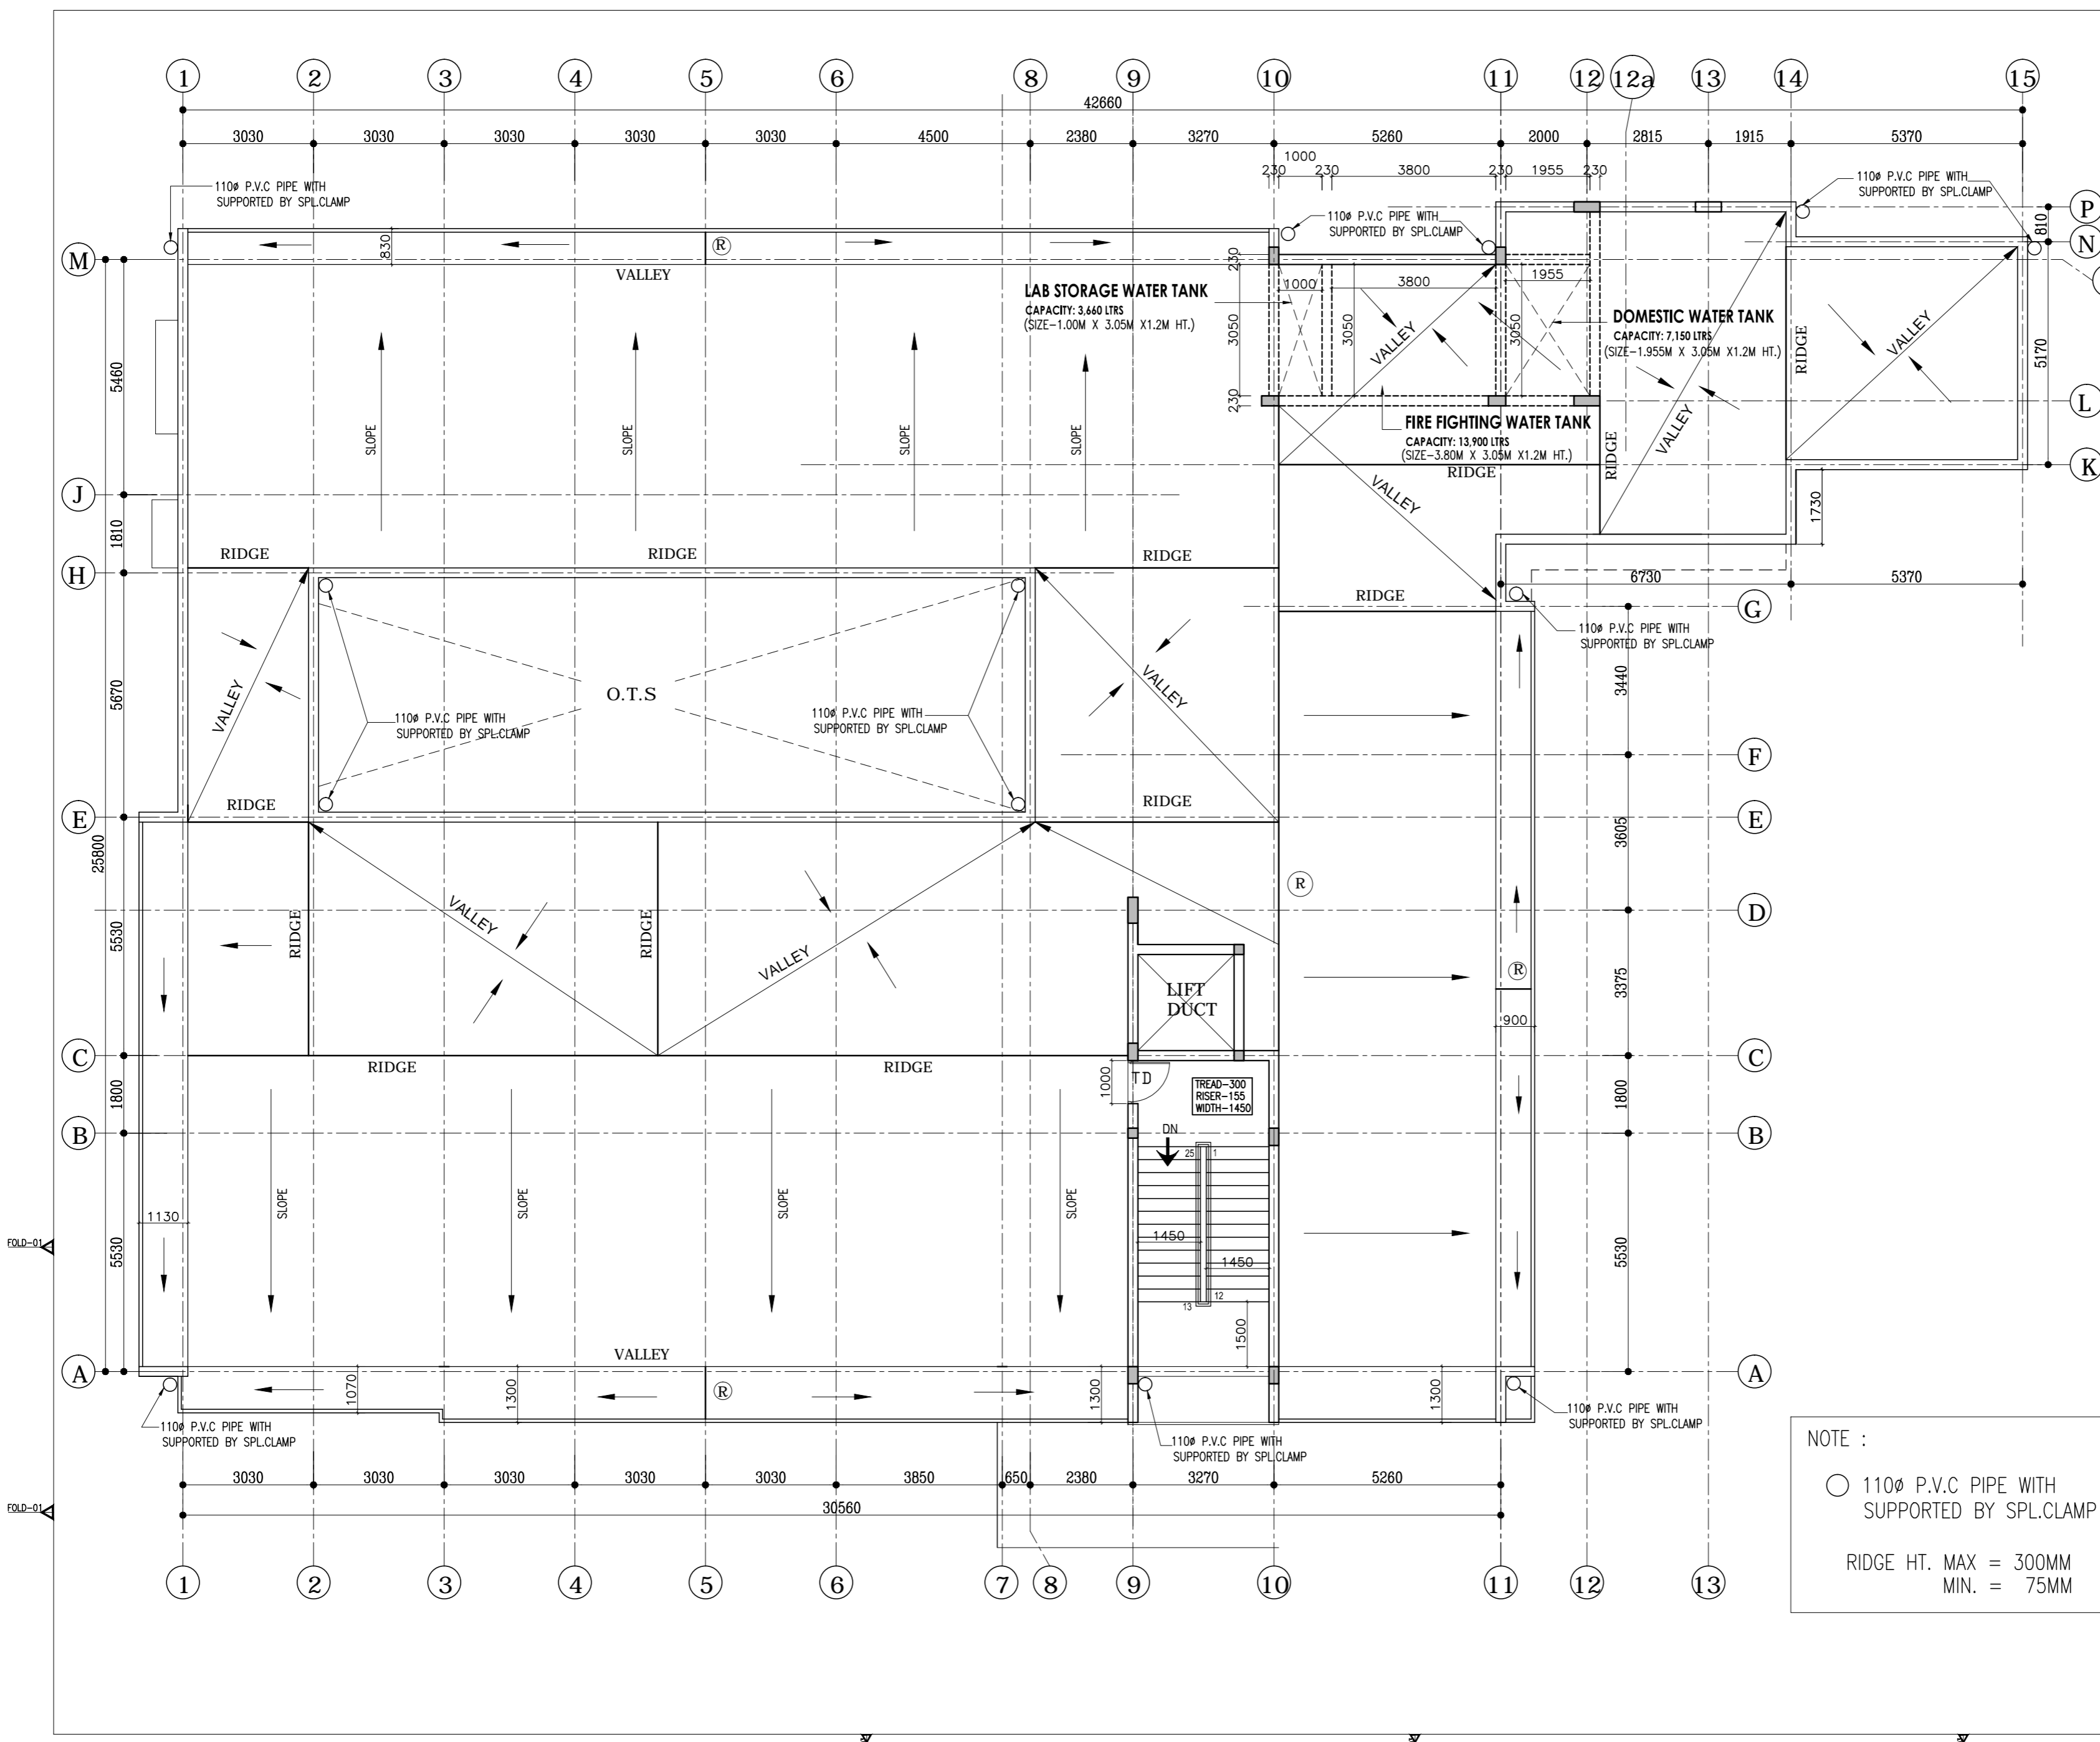 1 2 3 4 5 6 8 9 10 11 12 12a 13 14 15
42660
3030 3030 3030 3030 3030 4500 2380 3270 5260 2000 2815 1915 5370
1000
230 230 3800 230 1955 230
110ø P.V.C PIPE WITH
SUPPORTED BY SPL.CLAMP
110ø P.V.C PIPE WITH
SUPPORTED BY SPL.CLAMP
110ø P.V.C PIPE WITH
SUPPORTED BY SPL.CLAMP
P
810
N
M
830
R
VALLEY
230
1000
3800
1955
LAB STORAGE WATER TANK
CAPACITY: 3,660 LTRS
(SIZE-1.00M X 3.05M X1.2M HT.)
3050
3050
3050
VALLEY
DOMESTIC WATER TANK
CAPACITY: 7,150 LTRS
(SIZE-1.955M X 3.05M X1.2M HT.)
RIDGE
VALLEY
5170
5460
230
L
FIRE FIGHTING WATER TANK
CAPACITY: 13,900 LTRS
(SIZE-3.80M X 3.05M X1.2M HT.)
SLOPE
SLOPE
SLOPE
SLOPE
RIDGE
VALLEY
K
RIDGE
VALLEY
J
1730
1810
RIDGE
RIDGE
RIDGE
H
6730
5370
RIDGE
G
110ø P.V.C PIPE WITH
SUPPORTED BY SPL.CLAMP
5670
VALLEY
O.T.S
VALLEY
3440
110ø P.V.C PIPE WITH
SUPPORTED BY SPL.CLAMP
110ø P.V.C PIPE WITH
SUPPORTED BY SPL.CLAMP
F
RIDGE
RIDGE
E
E
25800
3605
R
VALLEY
RIDGE
RIDGE
VALLEY
D
5530
R
3375
LIFT
DUCT
900
C
RIDGE
RIDGE
C
1800
1000
TD
TREAD-300
RISER-155
WIDTH-1450
1800
B
DN
B
25 1
SLOPE
SLOPE
SLOPE
SLOPE
1130
FOLD-01
5530
1450
1450
5530
13 12
1500
VALLEY
A
A
1070
1300
R
1300
1300
110ø P.V.C PIPE WITH
SUPPORTED BY SPL.CLAMP
110ø P.V.C PIPE WITH
SUPPORTED BY SPL.CLAMP
110ø P.V.C PIPE WITH
SUPPORTED BY SPL.CLAMP
3030 3030 3030 3030 3030 3850 650 2380 3270 5260
30560
FOLD-01
1 2 3 4 5 6 7 8 9 10 11 12 13
NOTE :
110ø P.V.C PIPE WITH
SUPPORTED BY SPL.CLAMP
RIDGE HT. MAX = 300MM
MIN. = 75MM